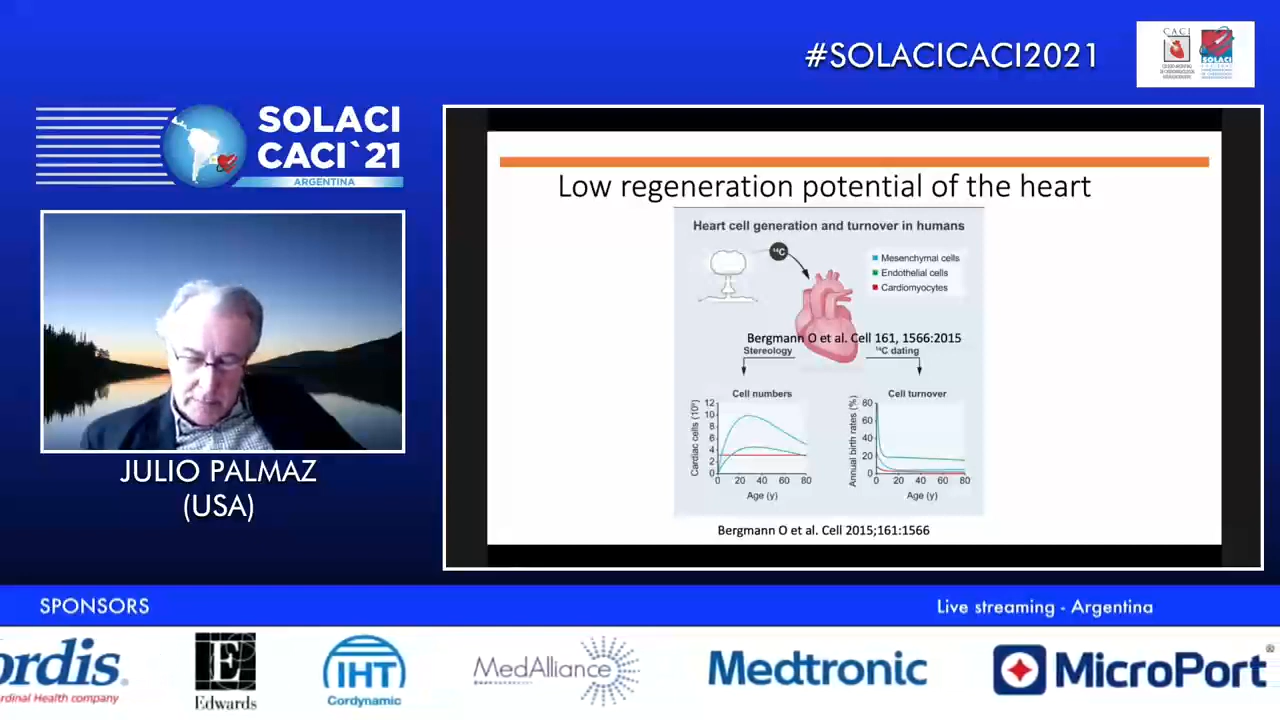 #SOLACICACI2021
CACI
SOLACI
SOLACI
CACI`21
ARGENTINA
JULIO PALMAZ
(USA)
Low regeneration potential of the heart
Heart cell generation and turnover in humans
¹⁴C
Mesenchymal cells
Endothelial cells
Cardiomyocytes
Bergmann O et al. Cell 161, 1566:2015
Stereology
¹⁴C dating
Cell numbers
Cardiac cells (10⁹)
12
10
8
6
4
2
0
0 20 40 60 80
Age (y)
Cell turnover
Annual birth rates (%)
80
60
40
20
0
0 20 40 60 80
Age (y)
Bergmann O et al. Cell 2015;161:1566
SPONSORS
Live streaming - Argentina
ordis.
rdinal Health company
E
Edwards
IHT
Cordynamic
MedAlliance
Medtronic
MicroPort®